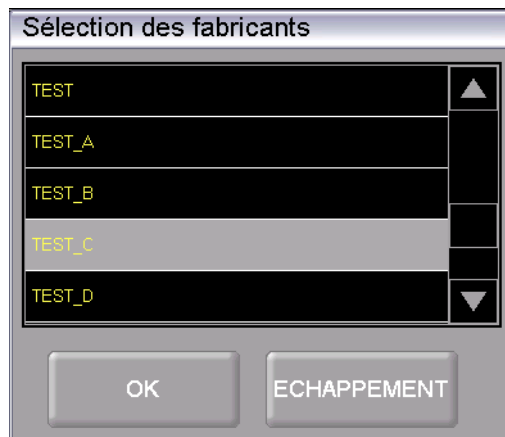 Sélection des fabricants
TEST
TEST_A
TEST_B
TEST_C
TEST_D
OK
ECHAPPEMENT